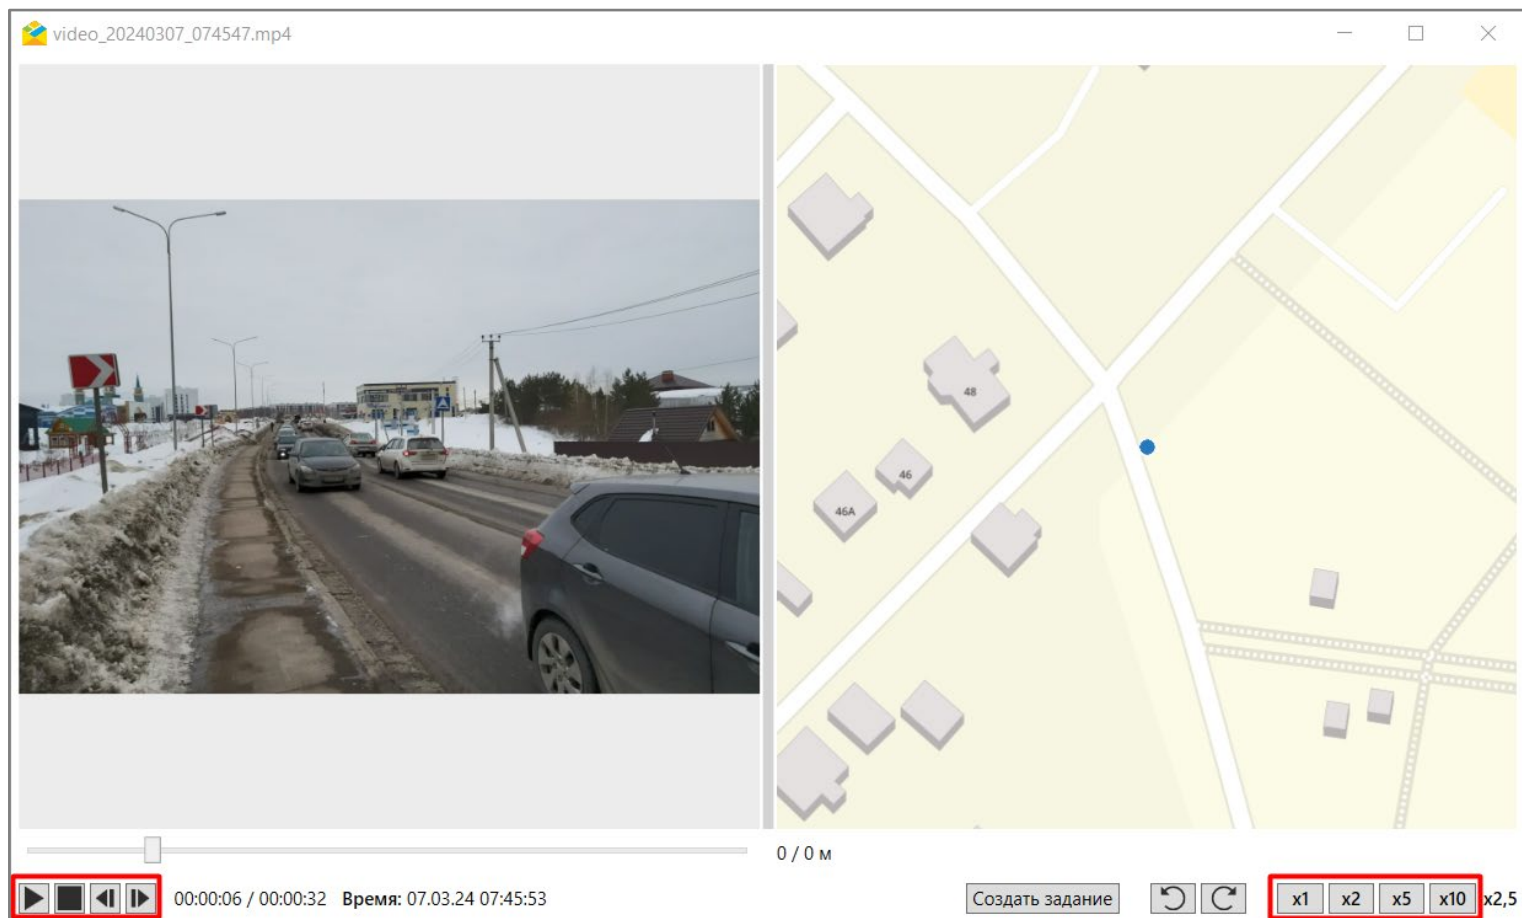 video_20240307_074547.mp4
48
46
46А
0 / 0 м
00:00:06 / 00:00:32 Время: 07.03.24 07:45:53 Создать задание x1 x2 x5 x10 x2,5